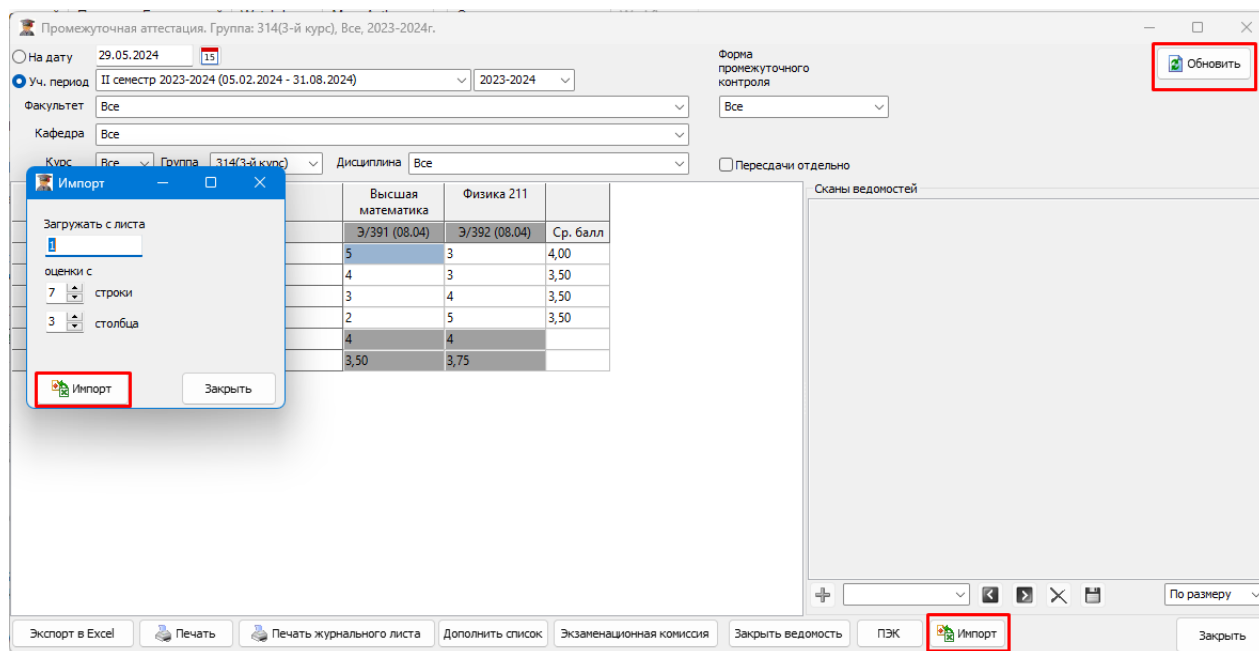 Промежуточная аттестация. Группа: 314(3-й курс), Все, 2023-2024г.
На дату 29.05.2024 15
Уч. период II семестр 2023-2024 (05.02.2024 - 31.08.2024) 2023-2024
Факультет Все
Кафедра Все
Курс Все Группа 314(3-й курс) Дисциплина Все
Форма
промежуточного
контроля
Все
Пересдачи отдельно
Обновить
Импорт
Загружать с листа
1
оценки с
7 строки
3 столбца
Импорт Закрыть
Высшая
математика
Физика 211
Э/391 (08.04) Э/392 (08.04) Ср. балл
5 3 4,00
4 3 3,50
3 4 3,50
2 5 3,50
4 4
3,50 3,75
Сканы ведомостей
По размеру
Экспорт в Excel Печать Печать журнального листа Дополнить список Экзаменационная комиссия Закрыть ведомость ПЭК Импорт Закрыть